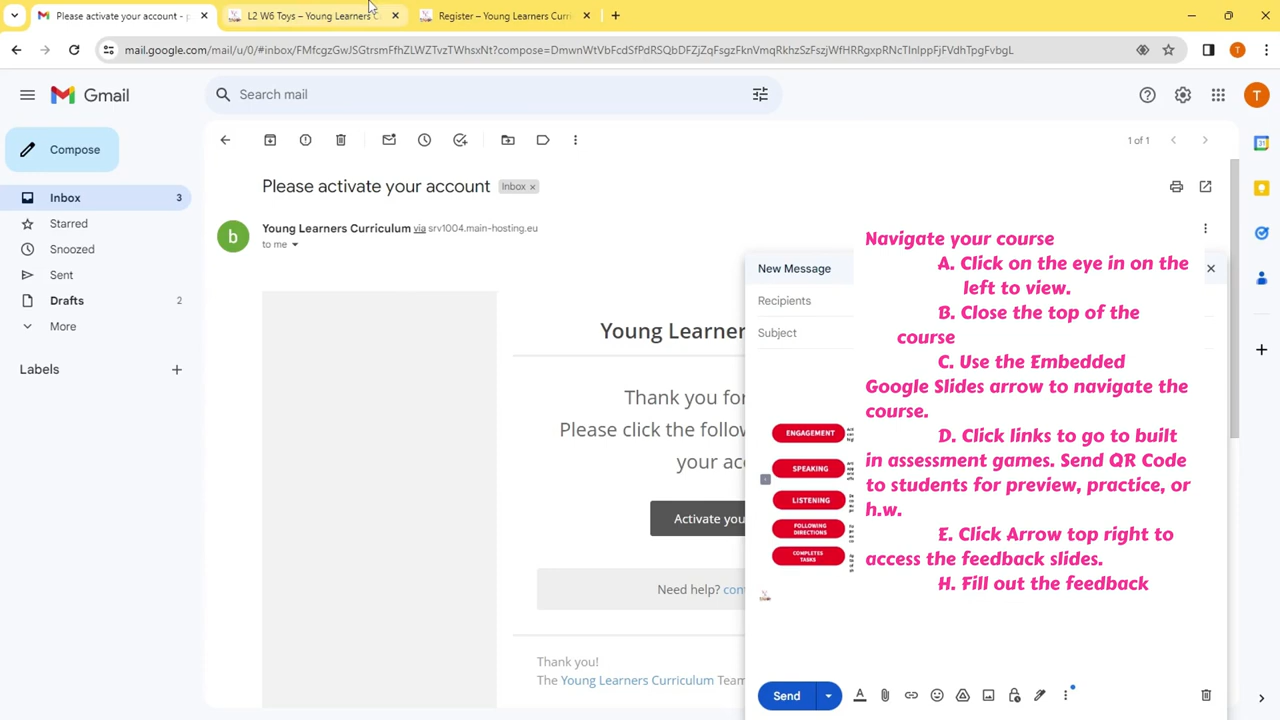 Please activate your account - p
L2 W6 Toys – Young Learners C
Register – Young Learners Curri
mail.google.com/mail/u/0/#inbox/FMfcgzGwJSGtrsmFfhZLWZTvzTWhsxNt?compose=DmwnWtVbFcdSfPdRSQbDFZjZqFsgzFknVmqRkhzSzFszjWfHRRgxpRNcTlnlppFjFVdhTpgFvbgL
T
Gmail
Search mail
T
Compose
1 of 1
Inbox 3
Starred
Snoozed
Sent
Drafts 2
More
Labels
Please activate your account
Inbox ×
b
Young Learners Curriculum via srv1004.main-hosting.eu
to me
Young Learne
Thank you for
Please click the follow
your acc
Activate you
Need help? con
Thank you!
The Young Learners Curriculum Team
New Message
Recipients
Subject
ENGAGEMENT
SPEAKING
LISTENING
FOLLOWING
DIRECTIONS
COMPLETES
TASKS
Send
Navigate your course
A. Click on the eye in on the
left to view.
B. Close the top of the
course
C. Use the Embedded
Google Slides arrow to navigate the
course.
D. Click links to go to built
in assessment games. Send QR Code
to students for preview, practice, or
h.w.
E. Click Arrow top right to
access the feedback slides.
H. Fill out the feedback